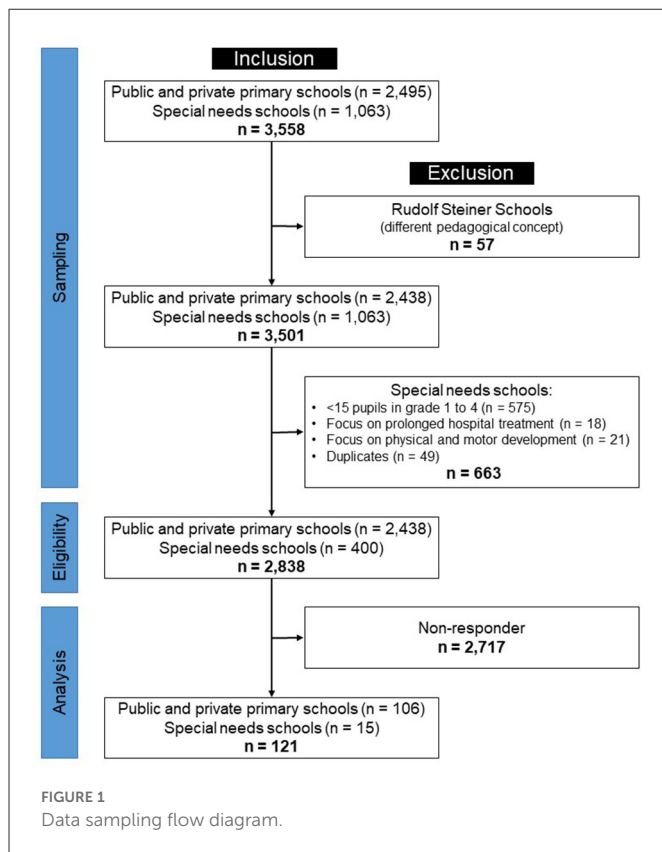 Inclusion
Public and private primary schools (n = 2,495)
Special needs schools (n = 1,063)
n = 3,558
Exclusion
Rudolf Steiner Schools
(different pedagogical concept)
n = 57
Sampling
Public and private primary schools (n = 2,438)
Special needs schools (n = 1,063)
n = 3,501
Special needs schools:
• <15 pupils in grade 1 to 4 (n = 575)
• Focus on prolonged hospital treatment (n = 18)
• Focus on physical and motor development (n = 21)
• Duplicates (n = 49)
n = 663
Eligibility
Public and private primary schools (n = 2,438)
Special needs schools (n = 400)
n = 2,838
Analysis
Non-responder
n = 2,717
Public and private primary schools (n = 106)
Special needs schools (n = 15)
n = 121
FIGURE 1
Data sampling flow diagram.